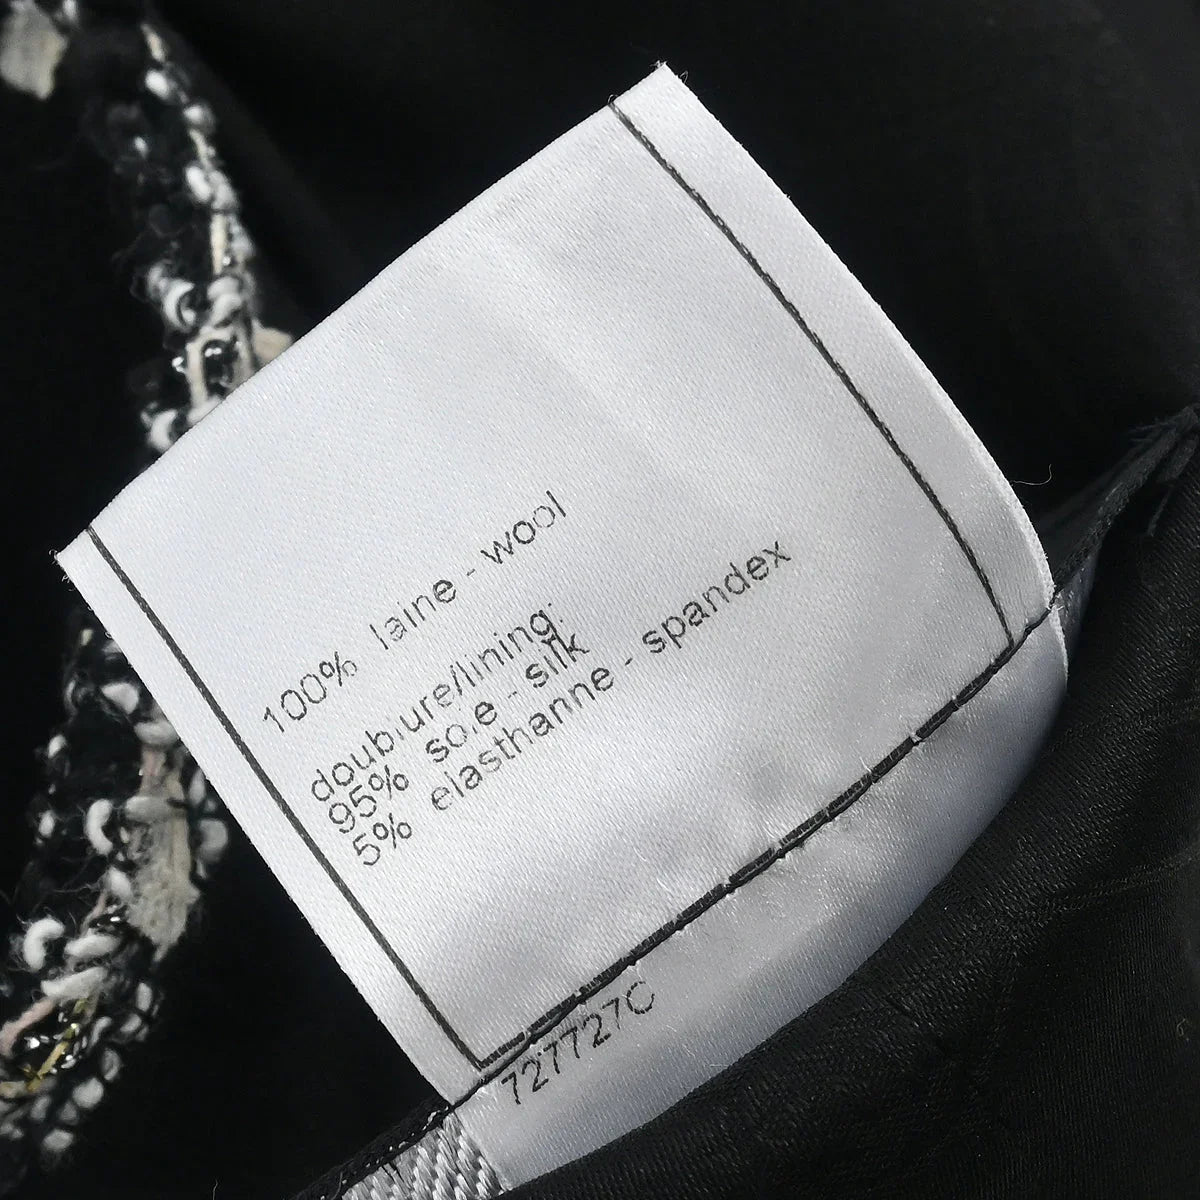 100% laine - wool
doublure/lining:
95% soie - silk
5% elasthanne - spandex
727727C